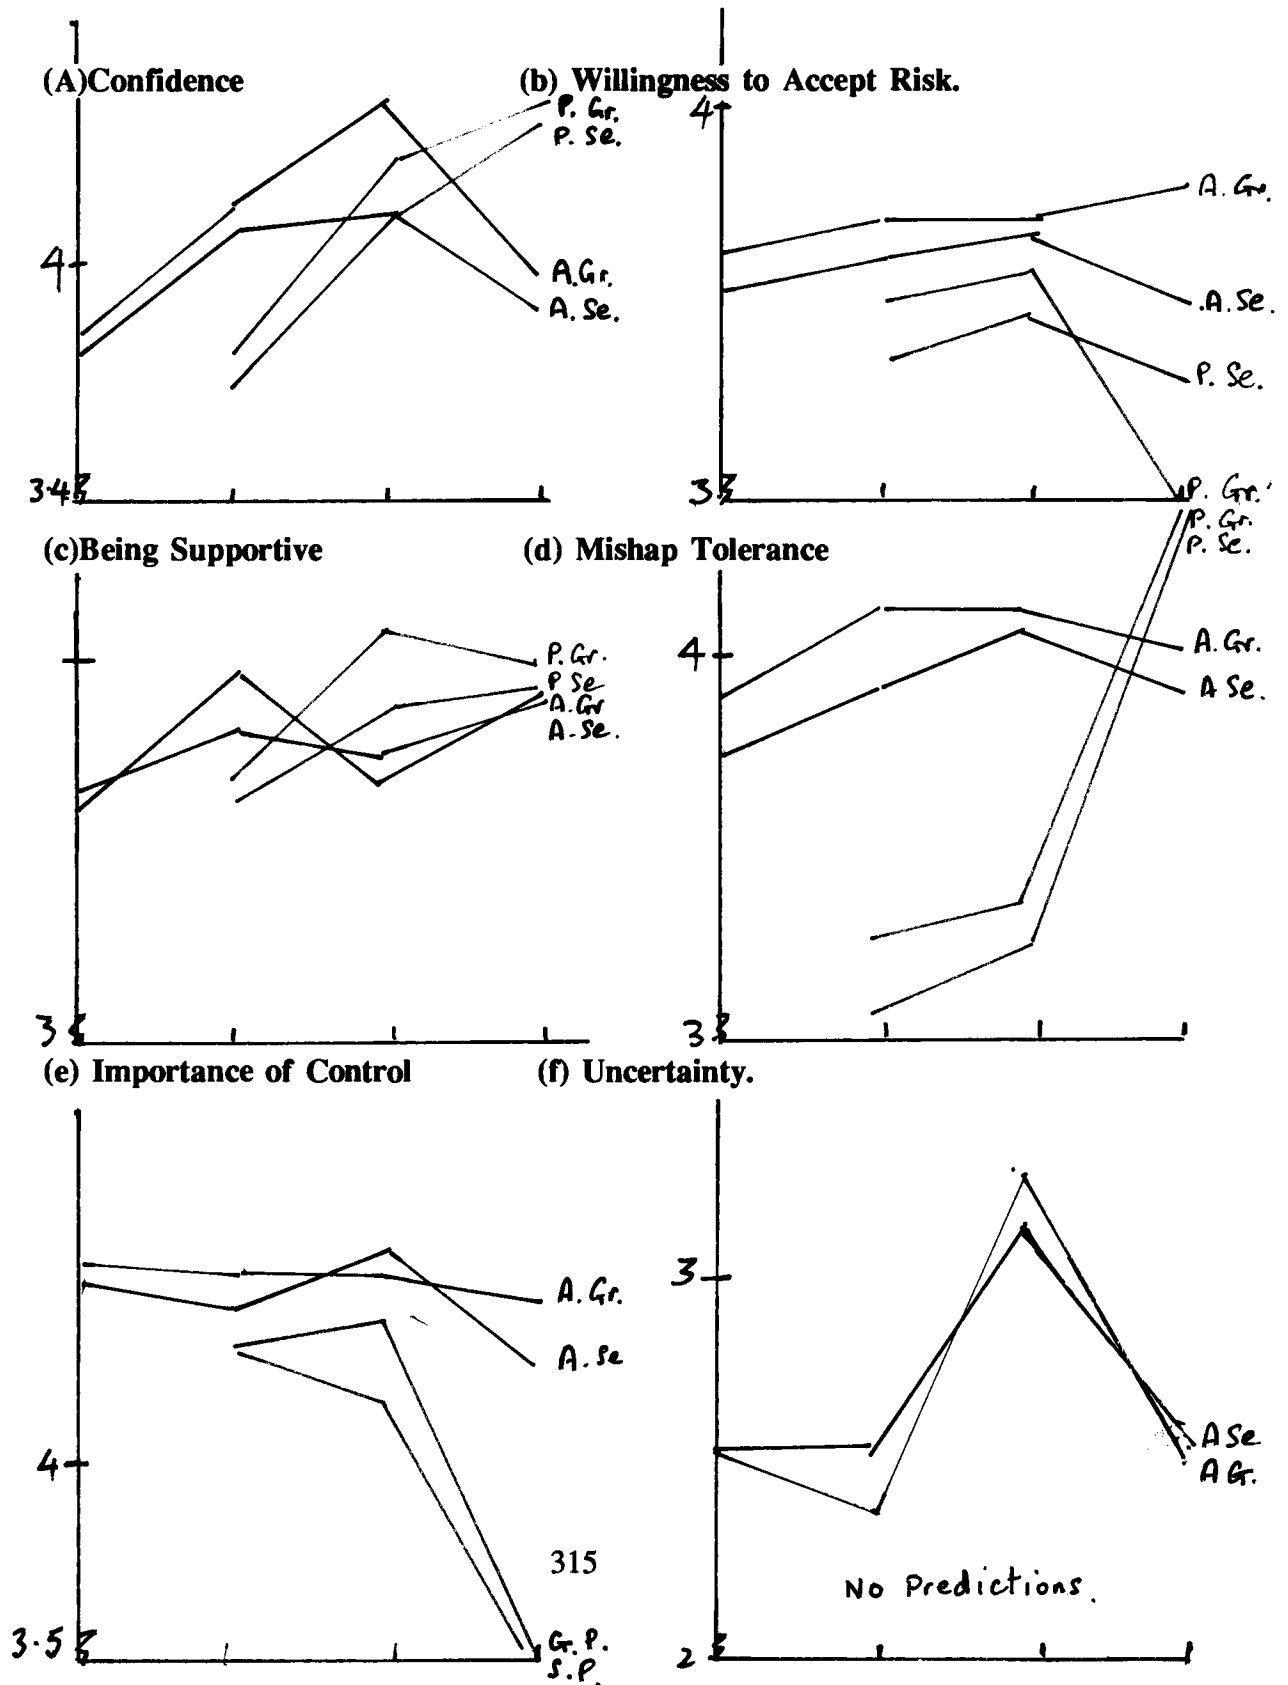 (A)Confidence
4
P. Gr.
P. Se.
A.Gr.
A. Se.
3.4
(b) Willingness to Accept Risk.
4
A. Gr.
.A. Se.
P. Se.
P. Gr.
3
(c)Being Supportive
P. Gr.
P Se
A.Gr
A-Se.
3
(d) Mishap Tolerance
P. Gr.
P. Se.
4
A. Gr.
A Se.
3
(e) Importance of Control
A. Gr.
A. Se
4
315
3.5
G. P.
S.P.
(f) Uncertainty.
3
A Se
A G.
No Predictions.
2